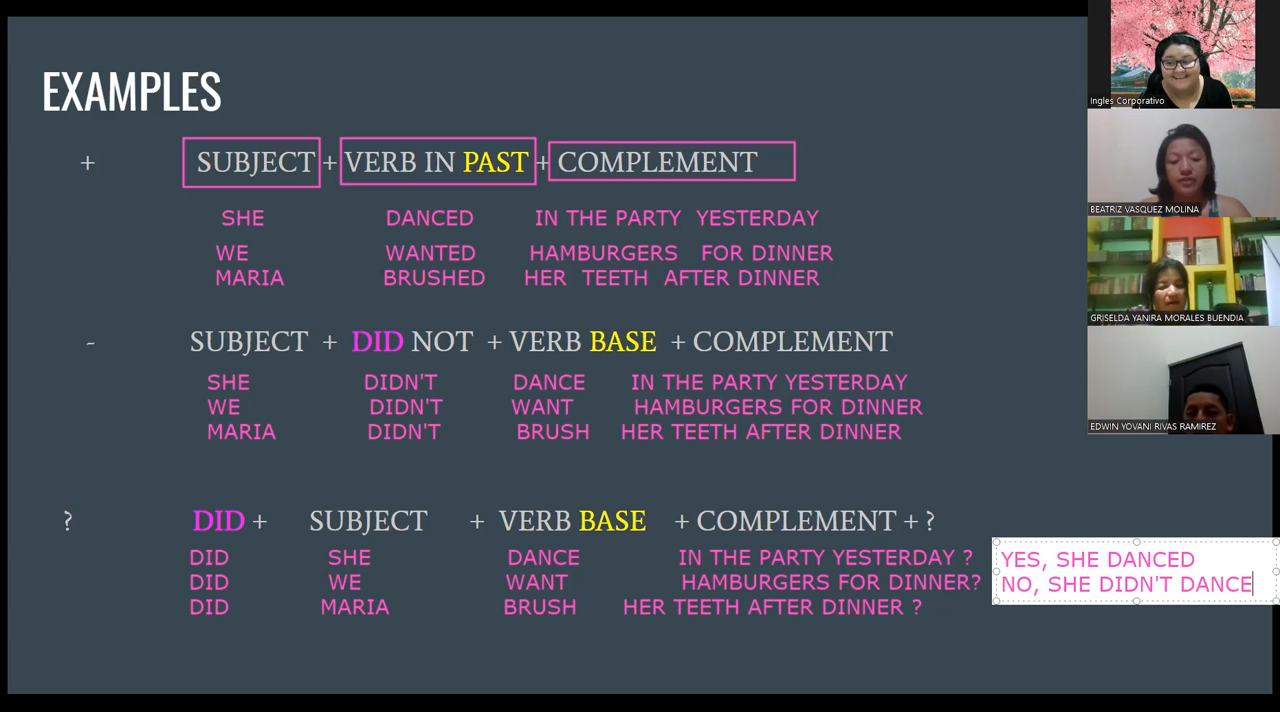 EXAMPLES
+ SUBJECT + VERB IN PAST + COMPLEMENT
SHE DANCED IN THE PARTY YESTERDAY
WE WANTED HAMBURGERS FOR DINNER
MARIA BRUSHED HER TEETH AFTER DINNER
- SUBJECT + DID NOT + VERB BASE + COMPLEMENT
SHE DIDN'T DANCE IN THE PARTY YESTERDAY
WE DIDN'T WANT HAMBURGERS FOR DINNER
MARIA DIDN'T BRUSH HER TEETH AFTER DINNER
? DID + SUBJECT + VERB BASE + COMPLEMENT + ?
DID SHE DANCE IN THE PARTY YESTERDAY ?
DID WE WANT HAMBURGERS FOR DINNER?
DID MARIA BRUSH HER TEETH AFTER DINNER ?
YES, SHE DANCED
NO, SHE DIDN'T DANCE
Ingles Corporativo
BEATRIZ VASQUEZ MOLINA
GRISELDA YANIRA MORALES BUENDIA
EDWIN YOVANI RIVAS RAMIREZ